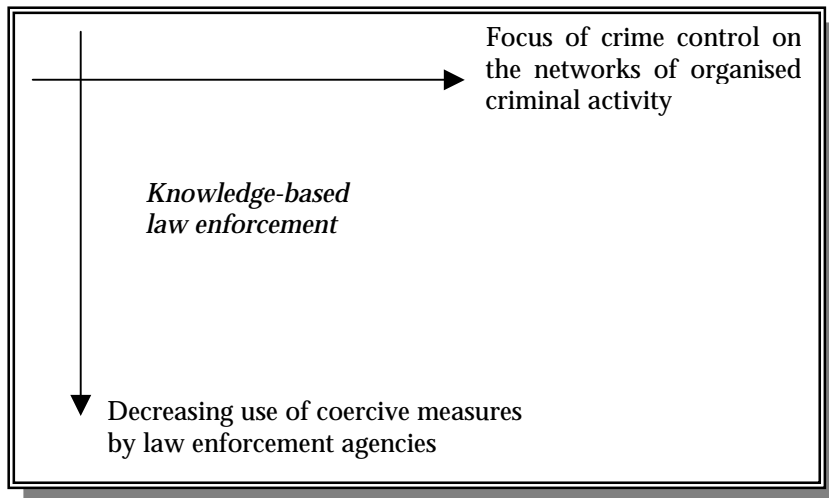 Focus of crime control on
the networks of organised
criminal activity
Knowledge-based
law enforcement
Decreasing use of coercive measures
by law enforcement agencies